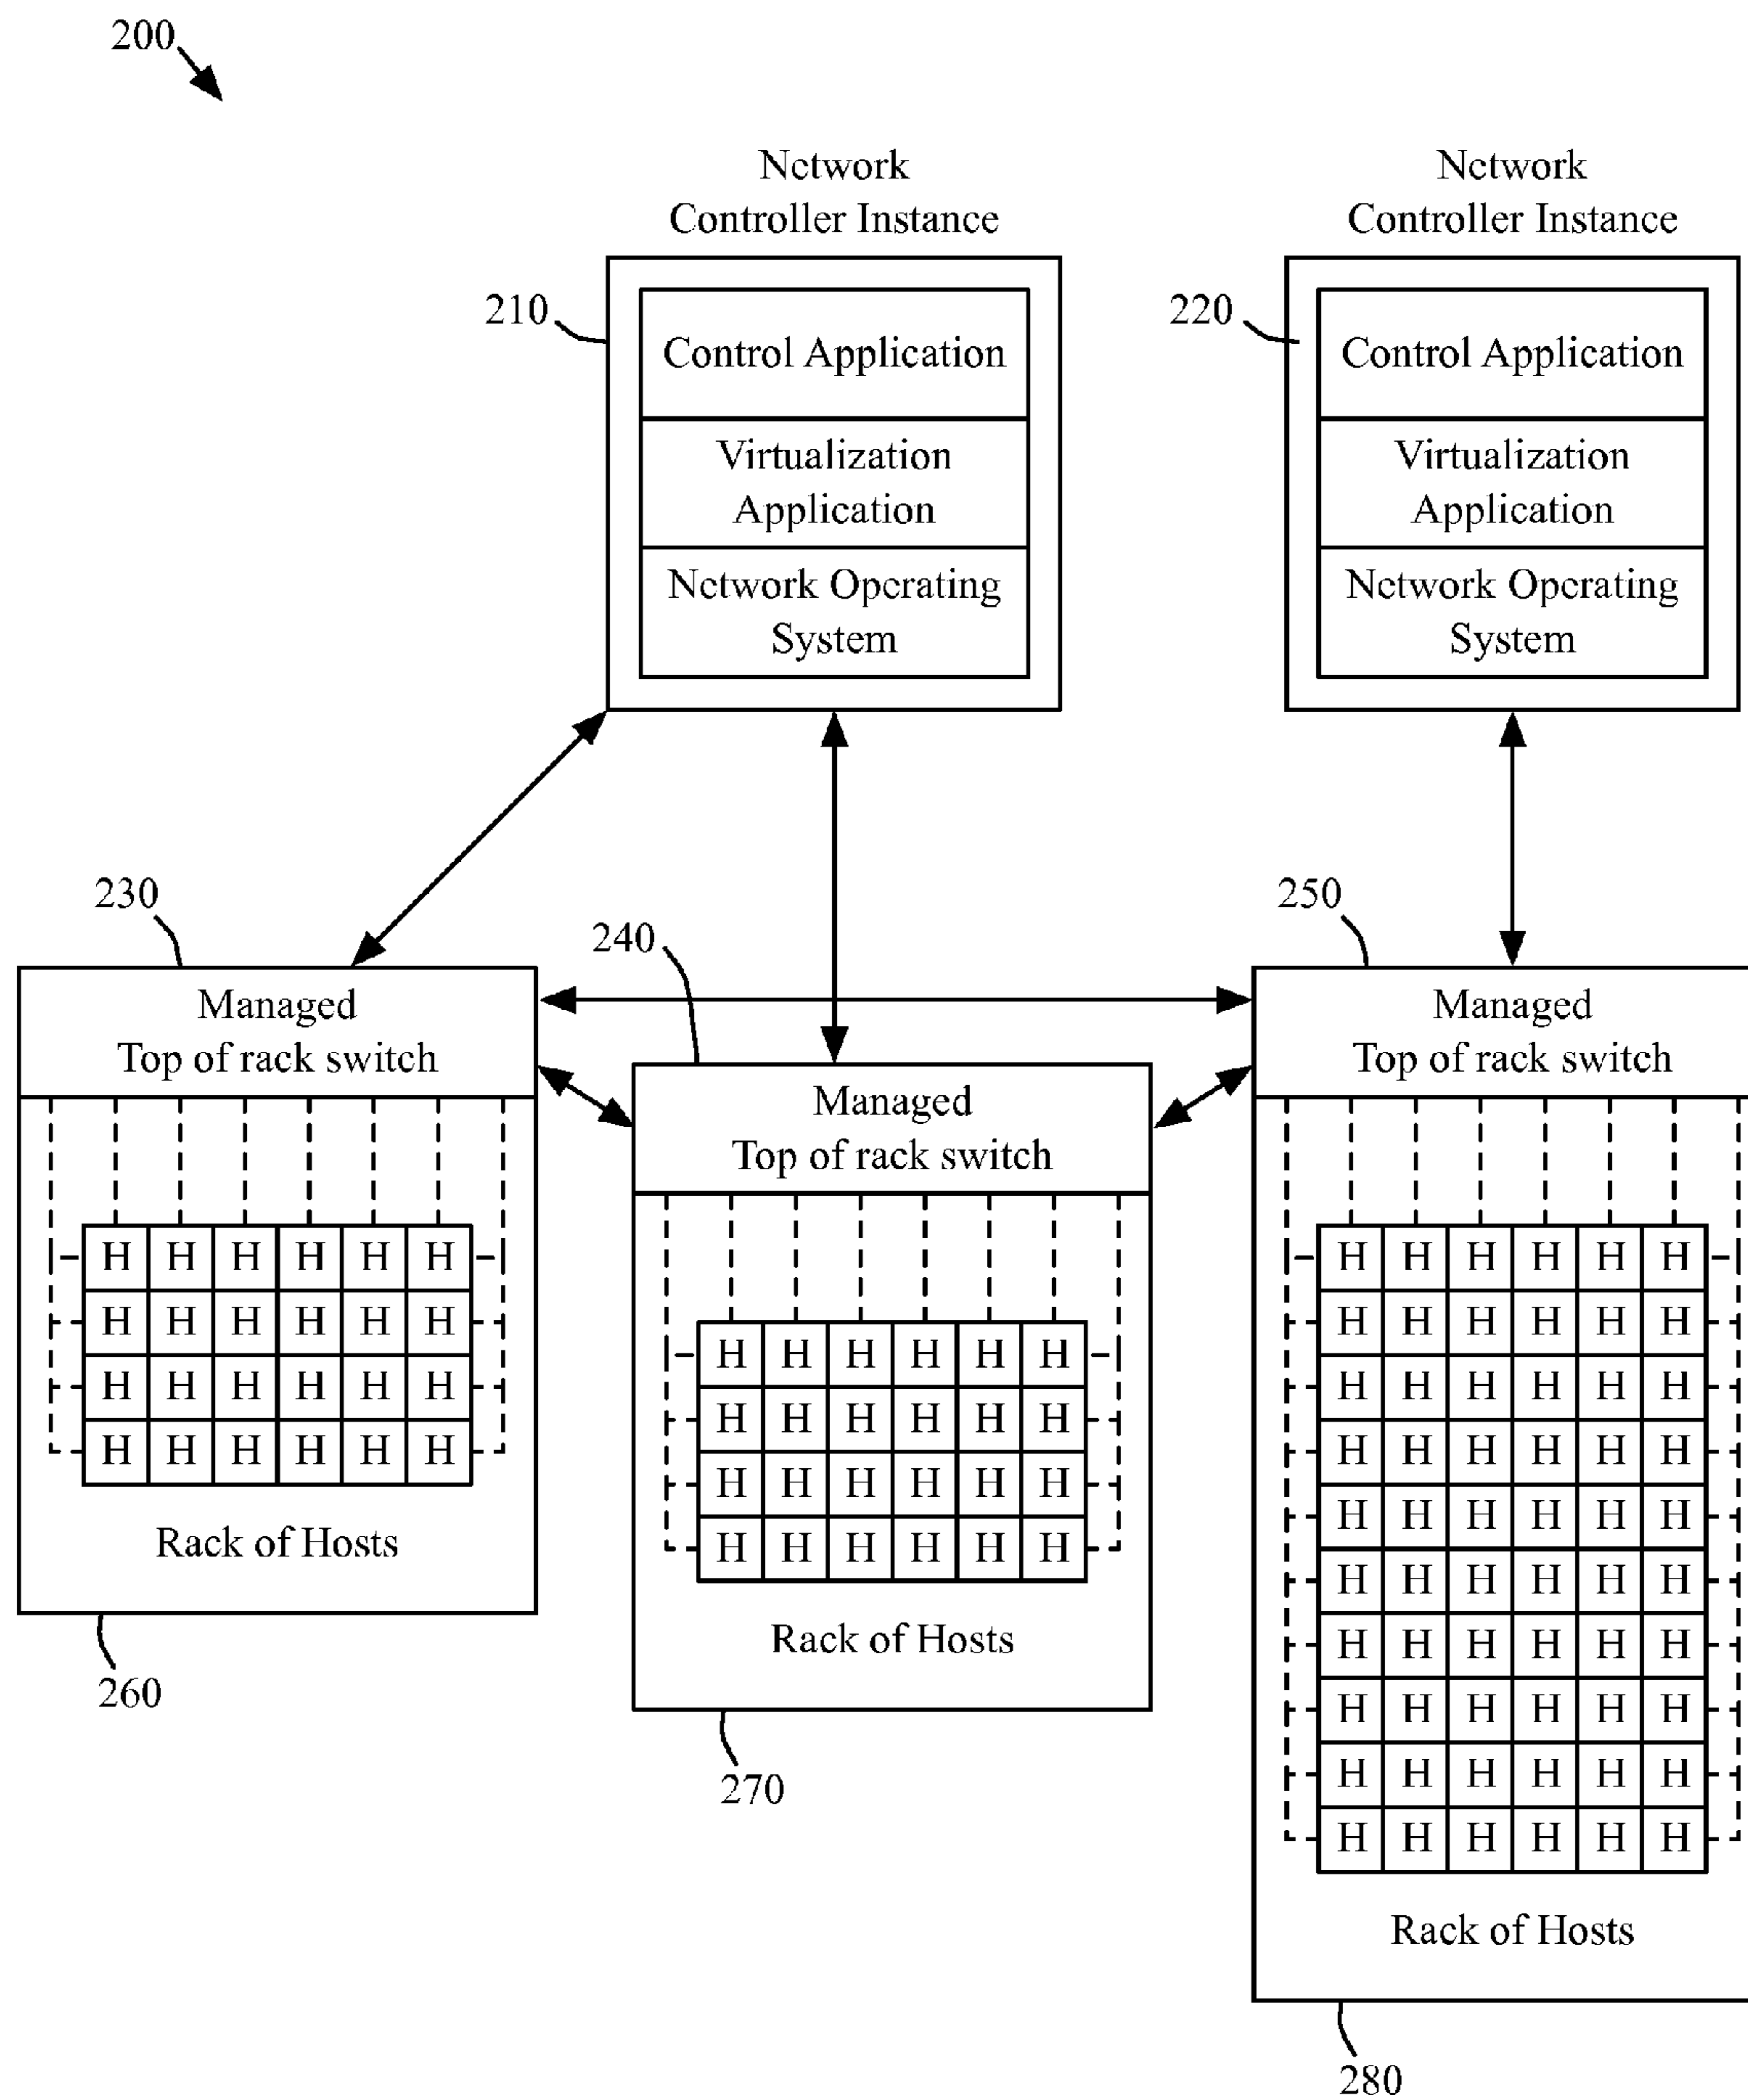 200
Network
Controller Instance
Network
Controller Instance
210
Control Application
Virtualization
Application
Network Operating
System
220
Control Application
Virtualization
Application
Network Operating
System
230
Managed
Top of rack switch
240
Managed
Top of rack switch
250
Managed
Top of rack switch
H H H H H H
H H H H H H
H H H H H H
H H H H H H
Rack of Hosts
260
H H H H H H
H H H H H H
H H H H H H
H H H H H H
Rack of Hosts
270
H H H H H H
H H H H H H
H H H H H H
H H H H H H
H H H H H H
H H H H H H
H H H H H H
H H H H H H
H H H H H H
H H H H H H
Rack of Hosts
280